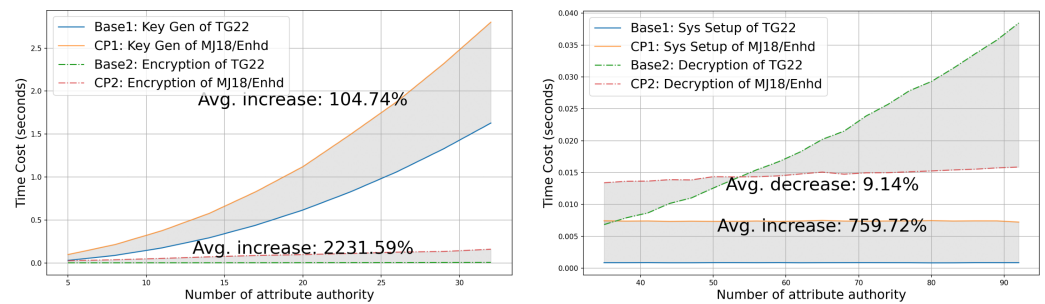 Base1: Key Gen of TG22
CP1: Key Gen of MJ18/Enhd
Base2: Encryption of TG22
CP2: Encryption of MJ18/Enhd
Avg. increase: 104.74%
Avg. increase: 2231.59%
Time Cost (seconds)
2.5
2.0
1.5
1.0
0.5
0.0
5 10 15 20 25 30
Number of attribute authority
Base1: Sys Setup of TG22
CP1: Sys Setup of MJ18/Enhd
Base2: Decryption of TG22
CP2: Decryption of MJ18/Enhd
Avg. decrease: 9.14%
Avg. increase: 759.72%
Time Cost (seconds)
0.040
0.035
0.030
0.025
0.020
0.015
0.010
0.005
0.000
40 50 60 70 80 90
Number of attribute authority